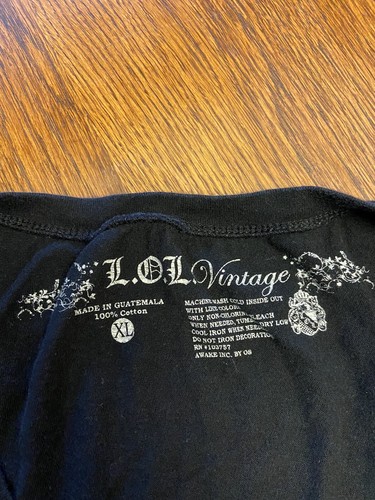 L.O.L. Vintage
MADE IN GUATEMALA
100% Cotton
XL
MACHINE WASH COLD INSIDE OUT
WITH LIKE COLORS
ONLY NON-CHLORINE BLEACH
WHEN NEEDED, TUMBLE DRY LOW
COOL IRON WHEN NEEDED
DO NOT IRON DECORATION
RN #103757
AWAKE INC. BY OS